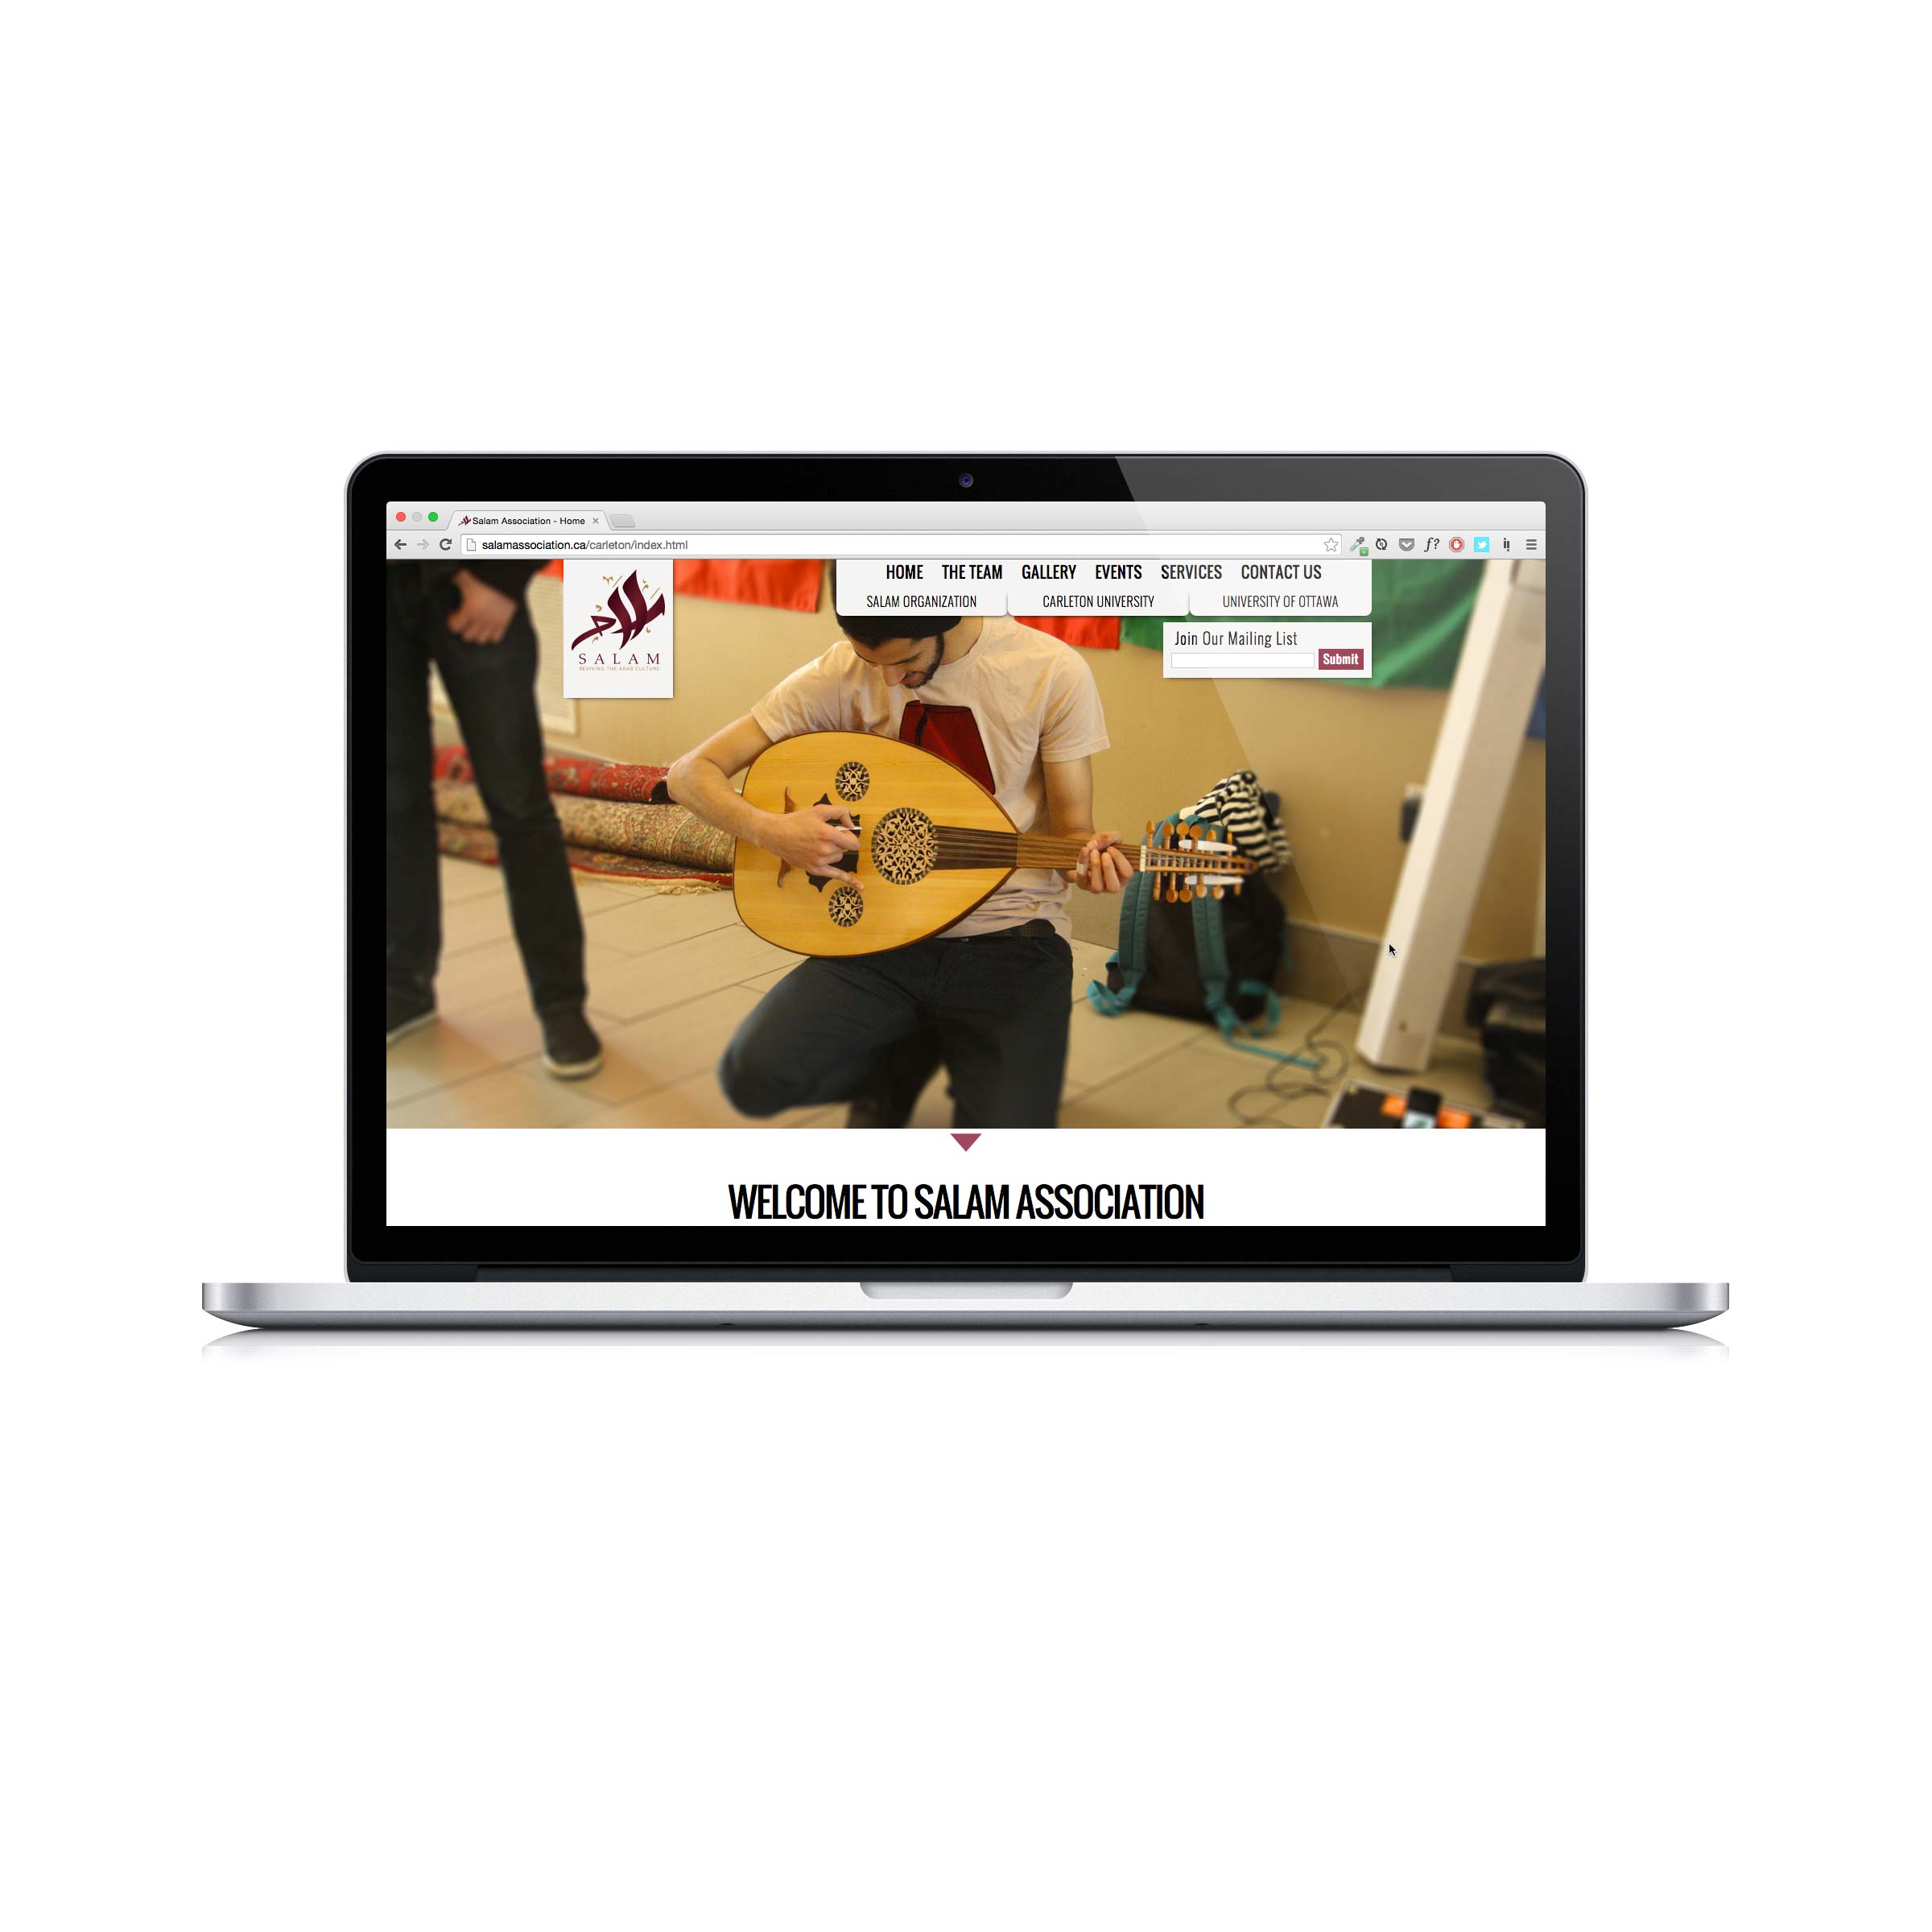 Salam Association - Home
salamassociation.ca/carleton/index.html
HOME THE TEAM GALLERY EVENTS SERVICES CONTACT US
SALAM ORGANIZATION CARLETON UNIVERSITY UNIVERSITY OF OTTAWA
سلام
SALAM
REVIVING THE ARAB CULTURE
Join Our Mailing List
Submit
WELCOME TO SALAM ASSOCIATION